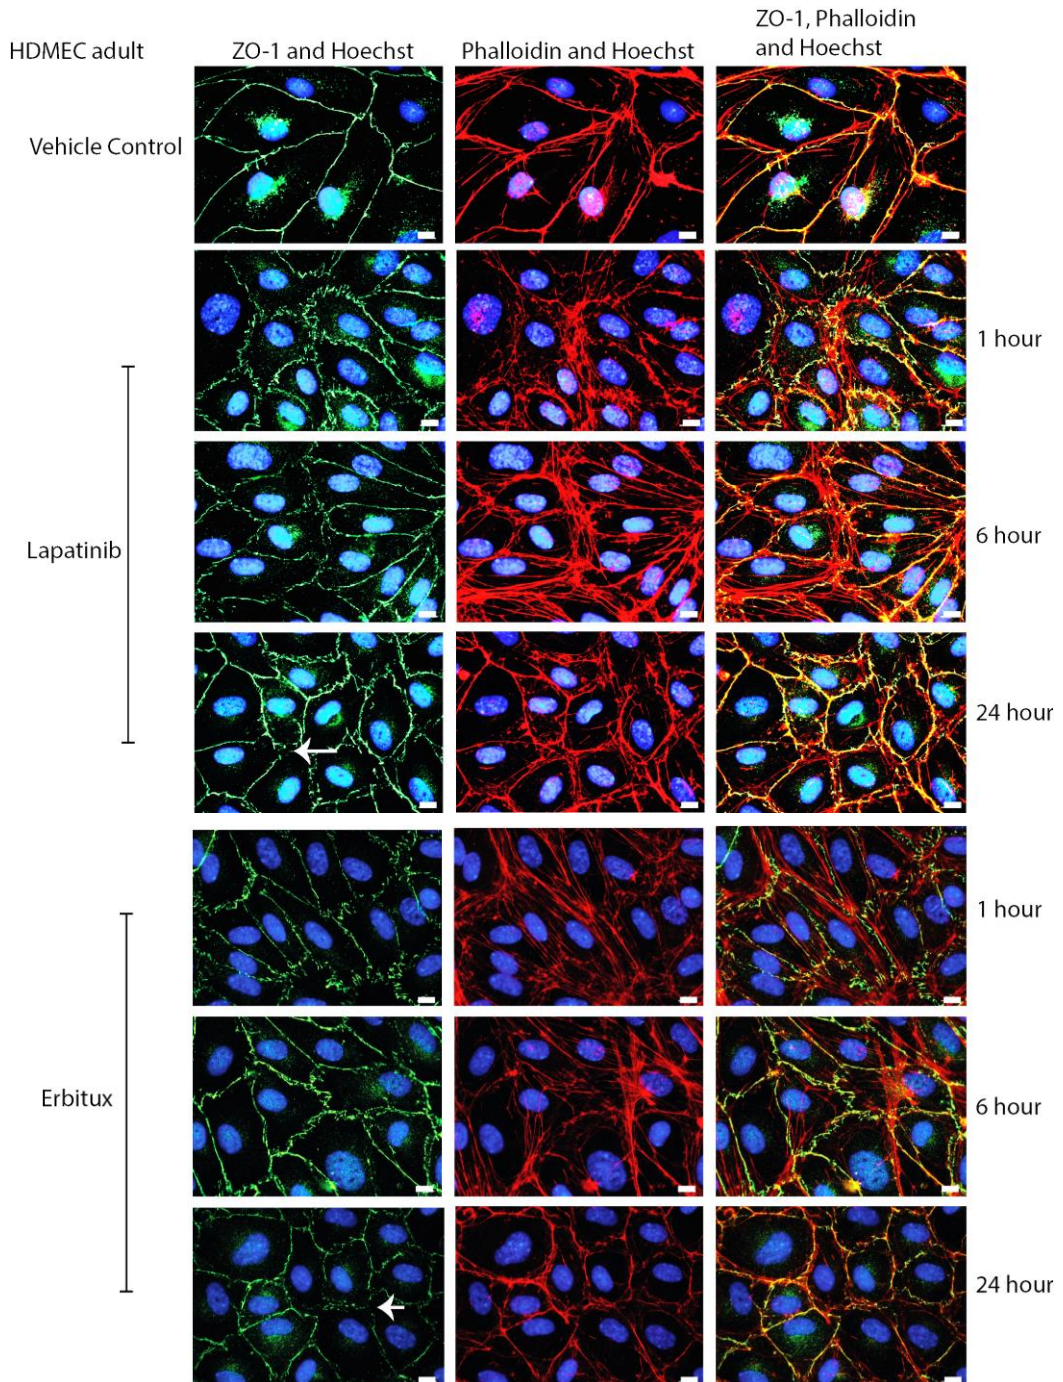 HDMEC adult
ZO-1 and Hoechst
Phalloidin and Hoechst
ZO-1, Phalloidin
and Hoechst
Vehicle Control
1 hour
Lapatinib
6 hour
24 hour
1 hour
Erbitux
6 hour
24 hour